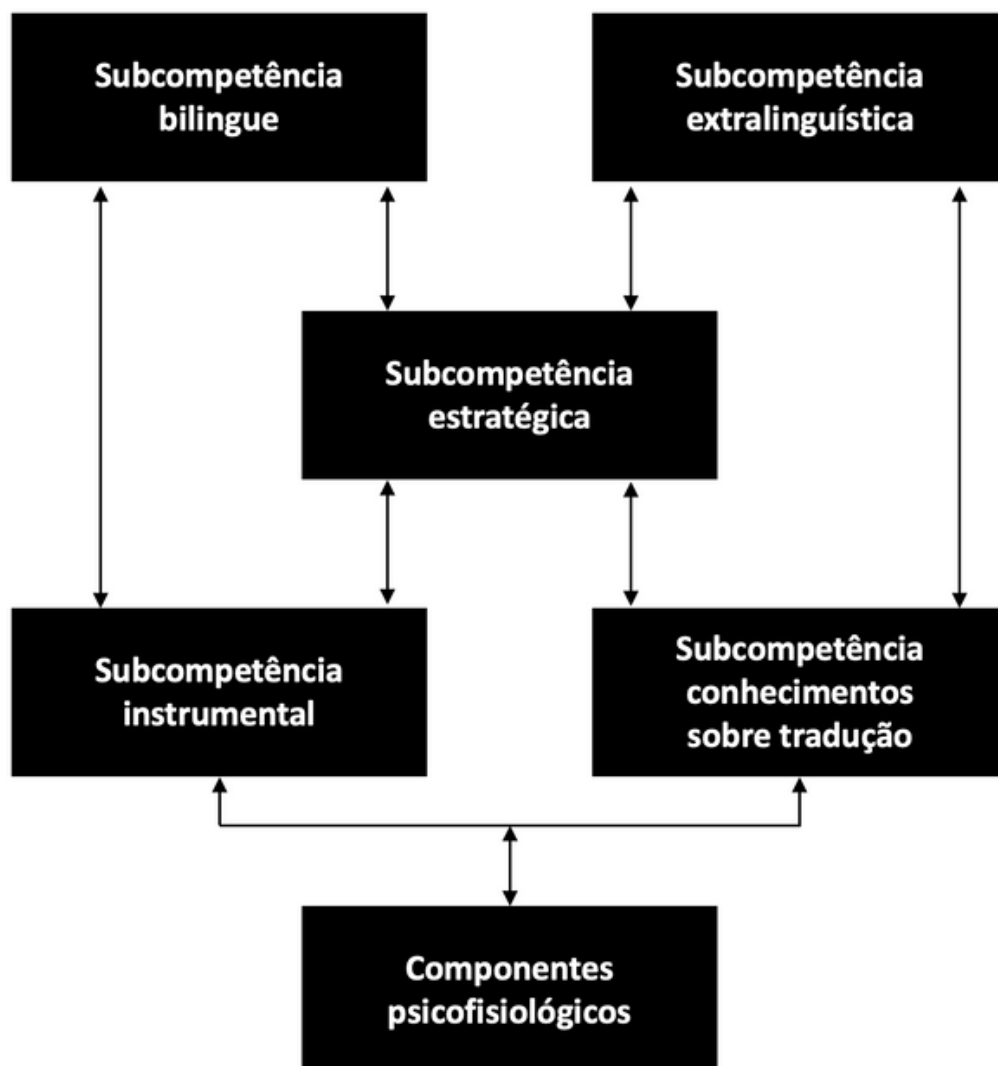 Subcompetência
bilingue
Subcompetência
extralinguística
Subcompetência
estratégica
Subcompetência
instrumental
Subcompetência
conhecimentos
sobre tradução
Componentes
psicofisiológicos